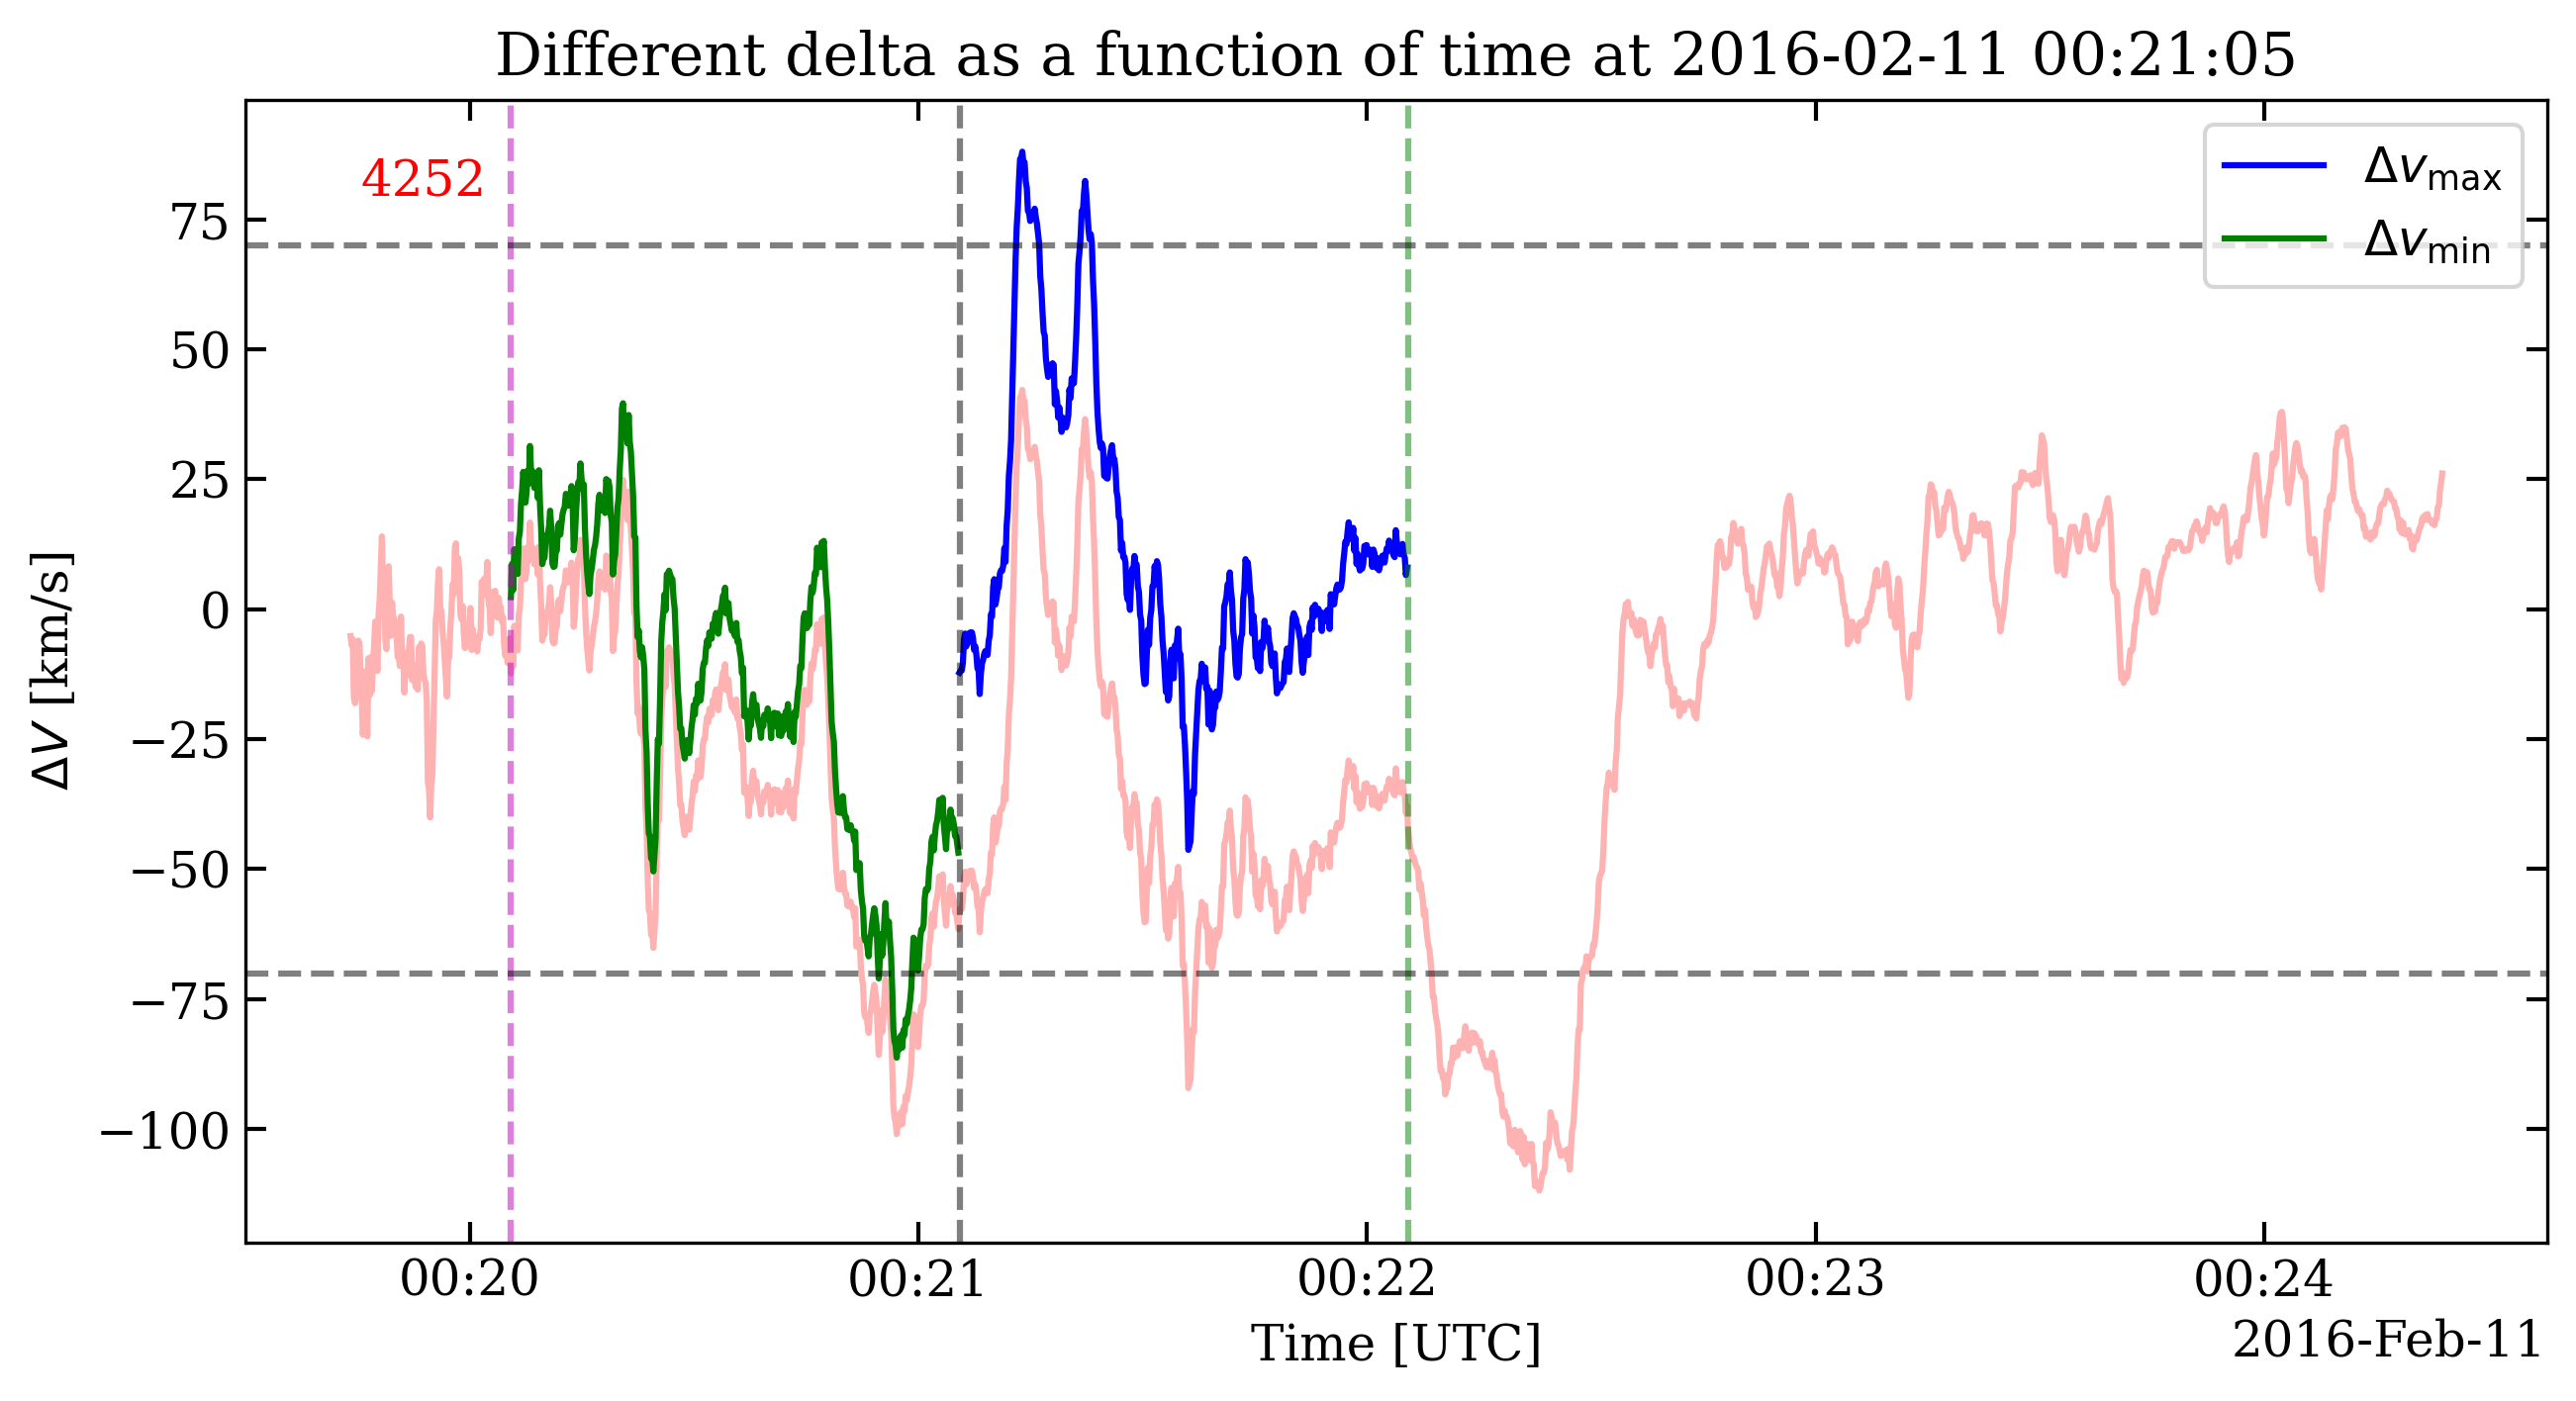 Different delta as a function of time at 2016-02-11 00:21:05
4252
Δv_max
Δv_min
75
50
25
0
−25
−50
−75
−100
ΔV [km/s]
00:20 00:21 00:22 00:23 00:24
Time [UTC]
2016-Feb-11